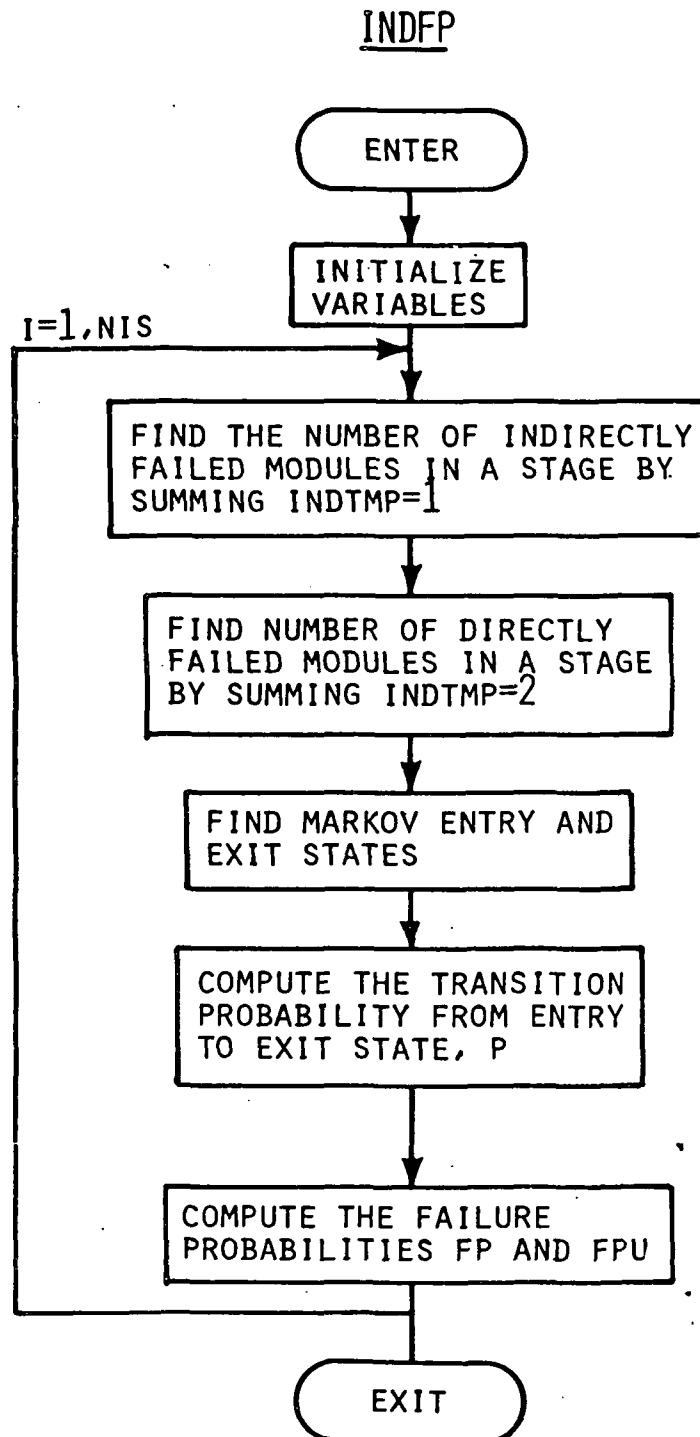 INDFP
ENTER
INITIALIZE
VARIABLES
I=1,NIS
FIND THE NUMBER OF INDIRECTLY
FAILED MODULES IN A STAGE BY
SUMMING INDTMP=1
FIND NUMBER OF DIRECTLY
FAILED MODULES IN A STAGE
BY SUMMING INDTMP=2
FIND MARKOV ENTRY AND
EXIT STATES
COMPUTE THE TRANSITION
PROBABILITY FROM ENTRY
TO EXIT STATE, P
COMPUTE THE FAILURE
PROBABILITIES FP AND FPU
EXIT